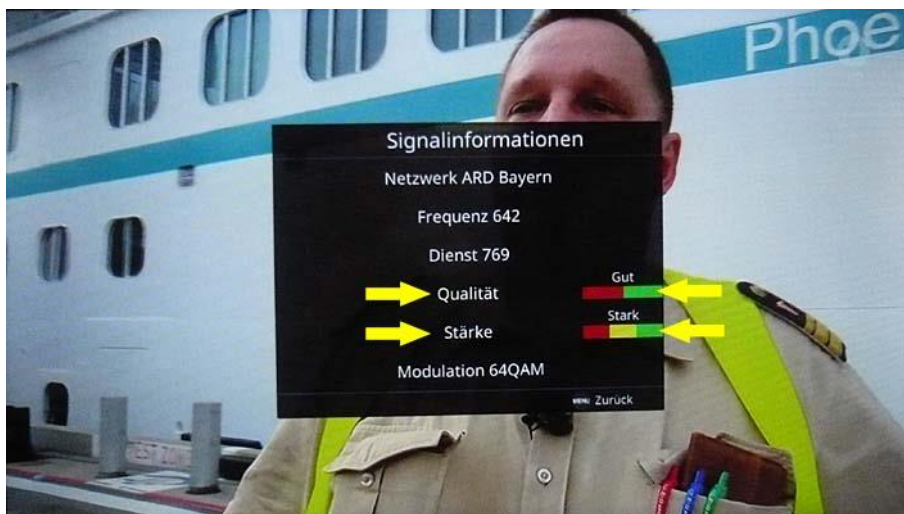 Phoe
Signalinformationen
Netzwerk ARD Bayern
Frequenz 642
Dienst 769
Gut
Qualität
Stark
Stärke
Modulation 64QAM
MENU Zurück